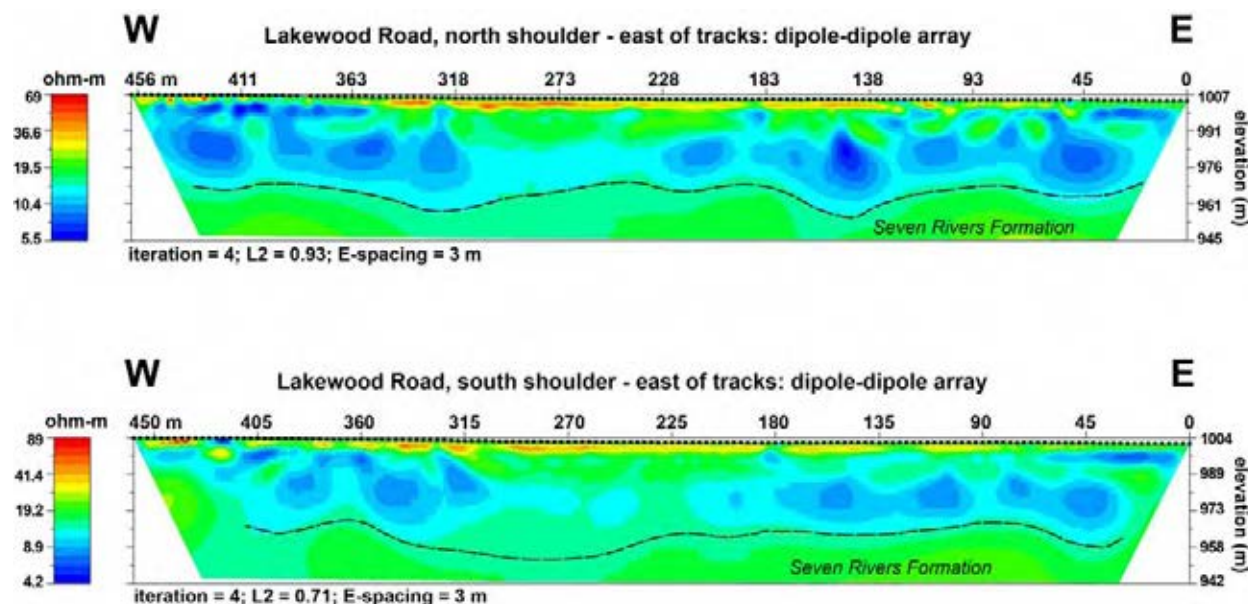 W E
Lakewood Road, north shoulder - east of tracks: dipole-dipole array
ohm-m 456 m 411 363 318 273 228 183 138 93 45 0
69
36.6
19.5
10.4
5.5
1007
991
976
961
945
elevation (m)
Seven Rivers Formation
iteration = 4; L2 = 0.93; E-spacing = 3 m
W E
Lakewood Road, south shoulder - east of tracks: dipole-dipole array
ohm-m 450 m 405 360 315 270 225 180 135 90 45 0
89
41.4
19.2
8.9
4.2
1004
989
973
958
942
elevation (m)
Seven Rivers Formation
iteration = 4; L2 = 0.71; E-spacing = 3 m